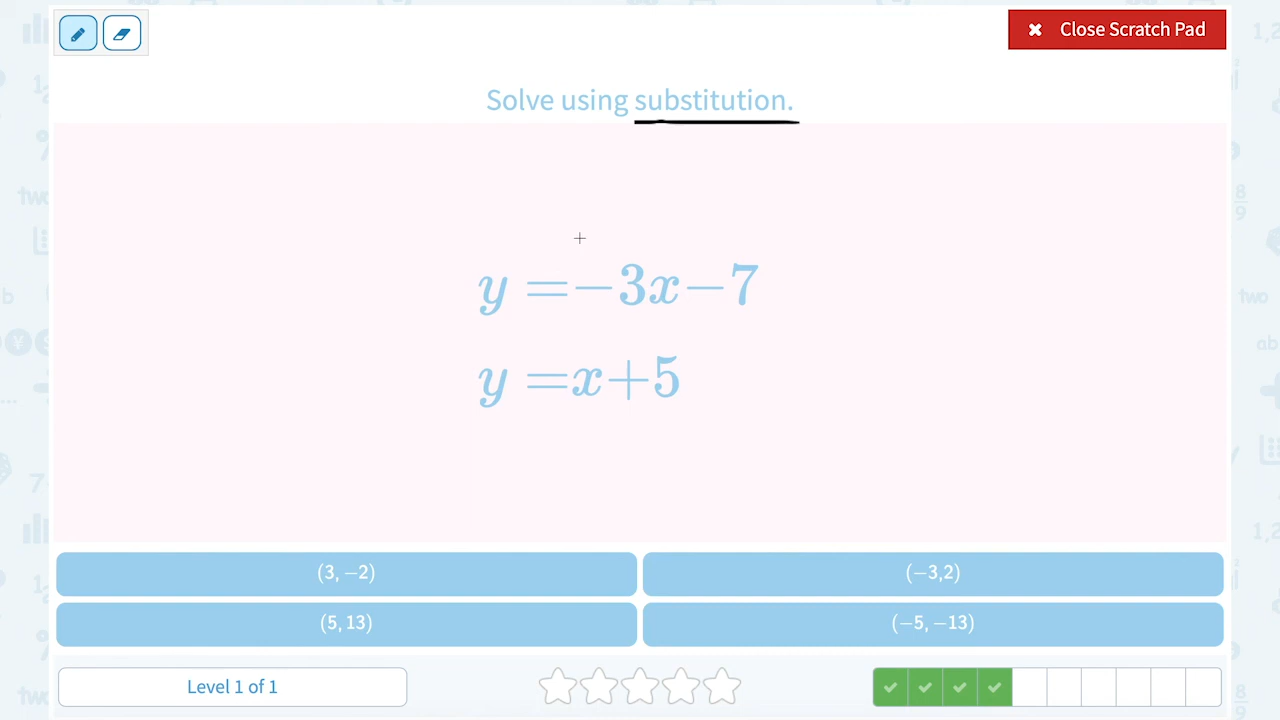 ✖ Close Scratch Pad
Solve using substitution.
y =−3x−7
y =x+5
(3, −2)
(−3,2)
(5, 13)
(−5, −13)
Level 1 of 1